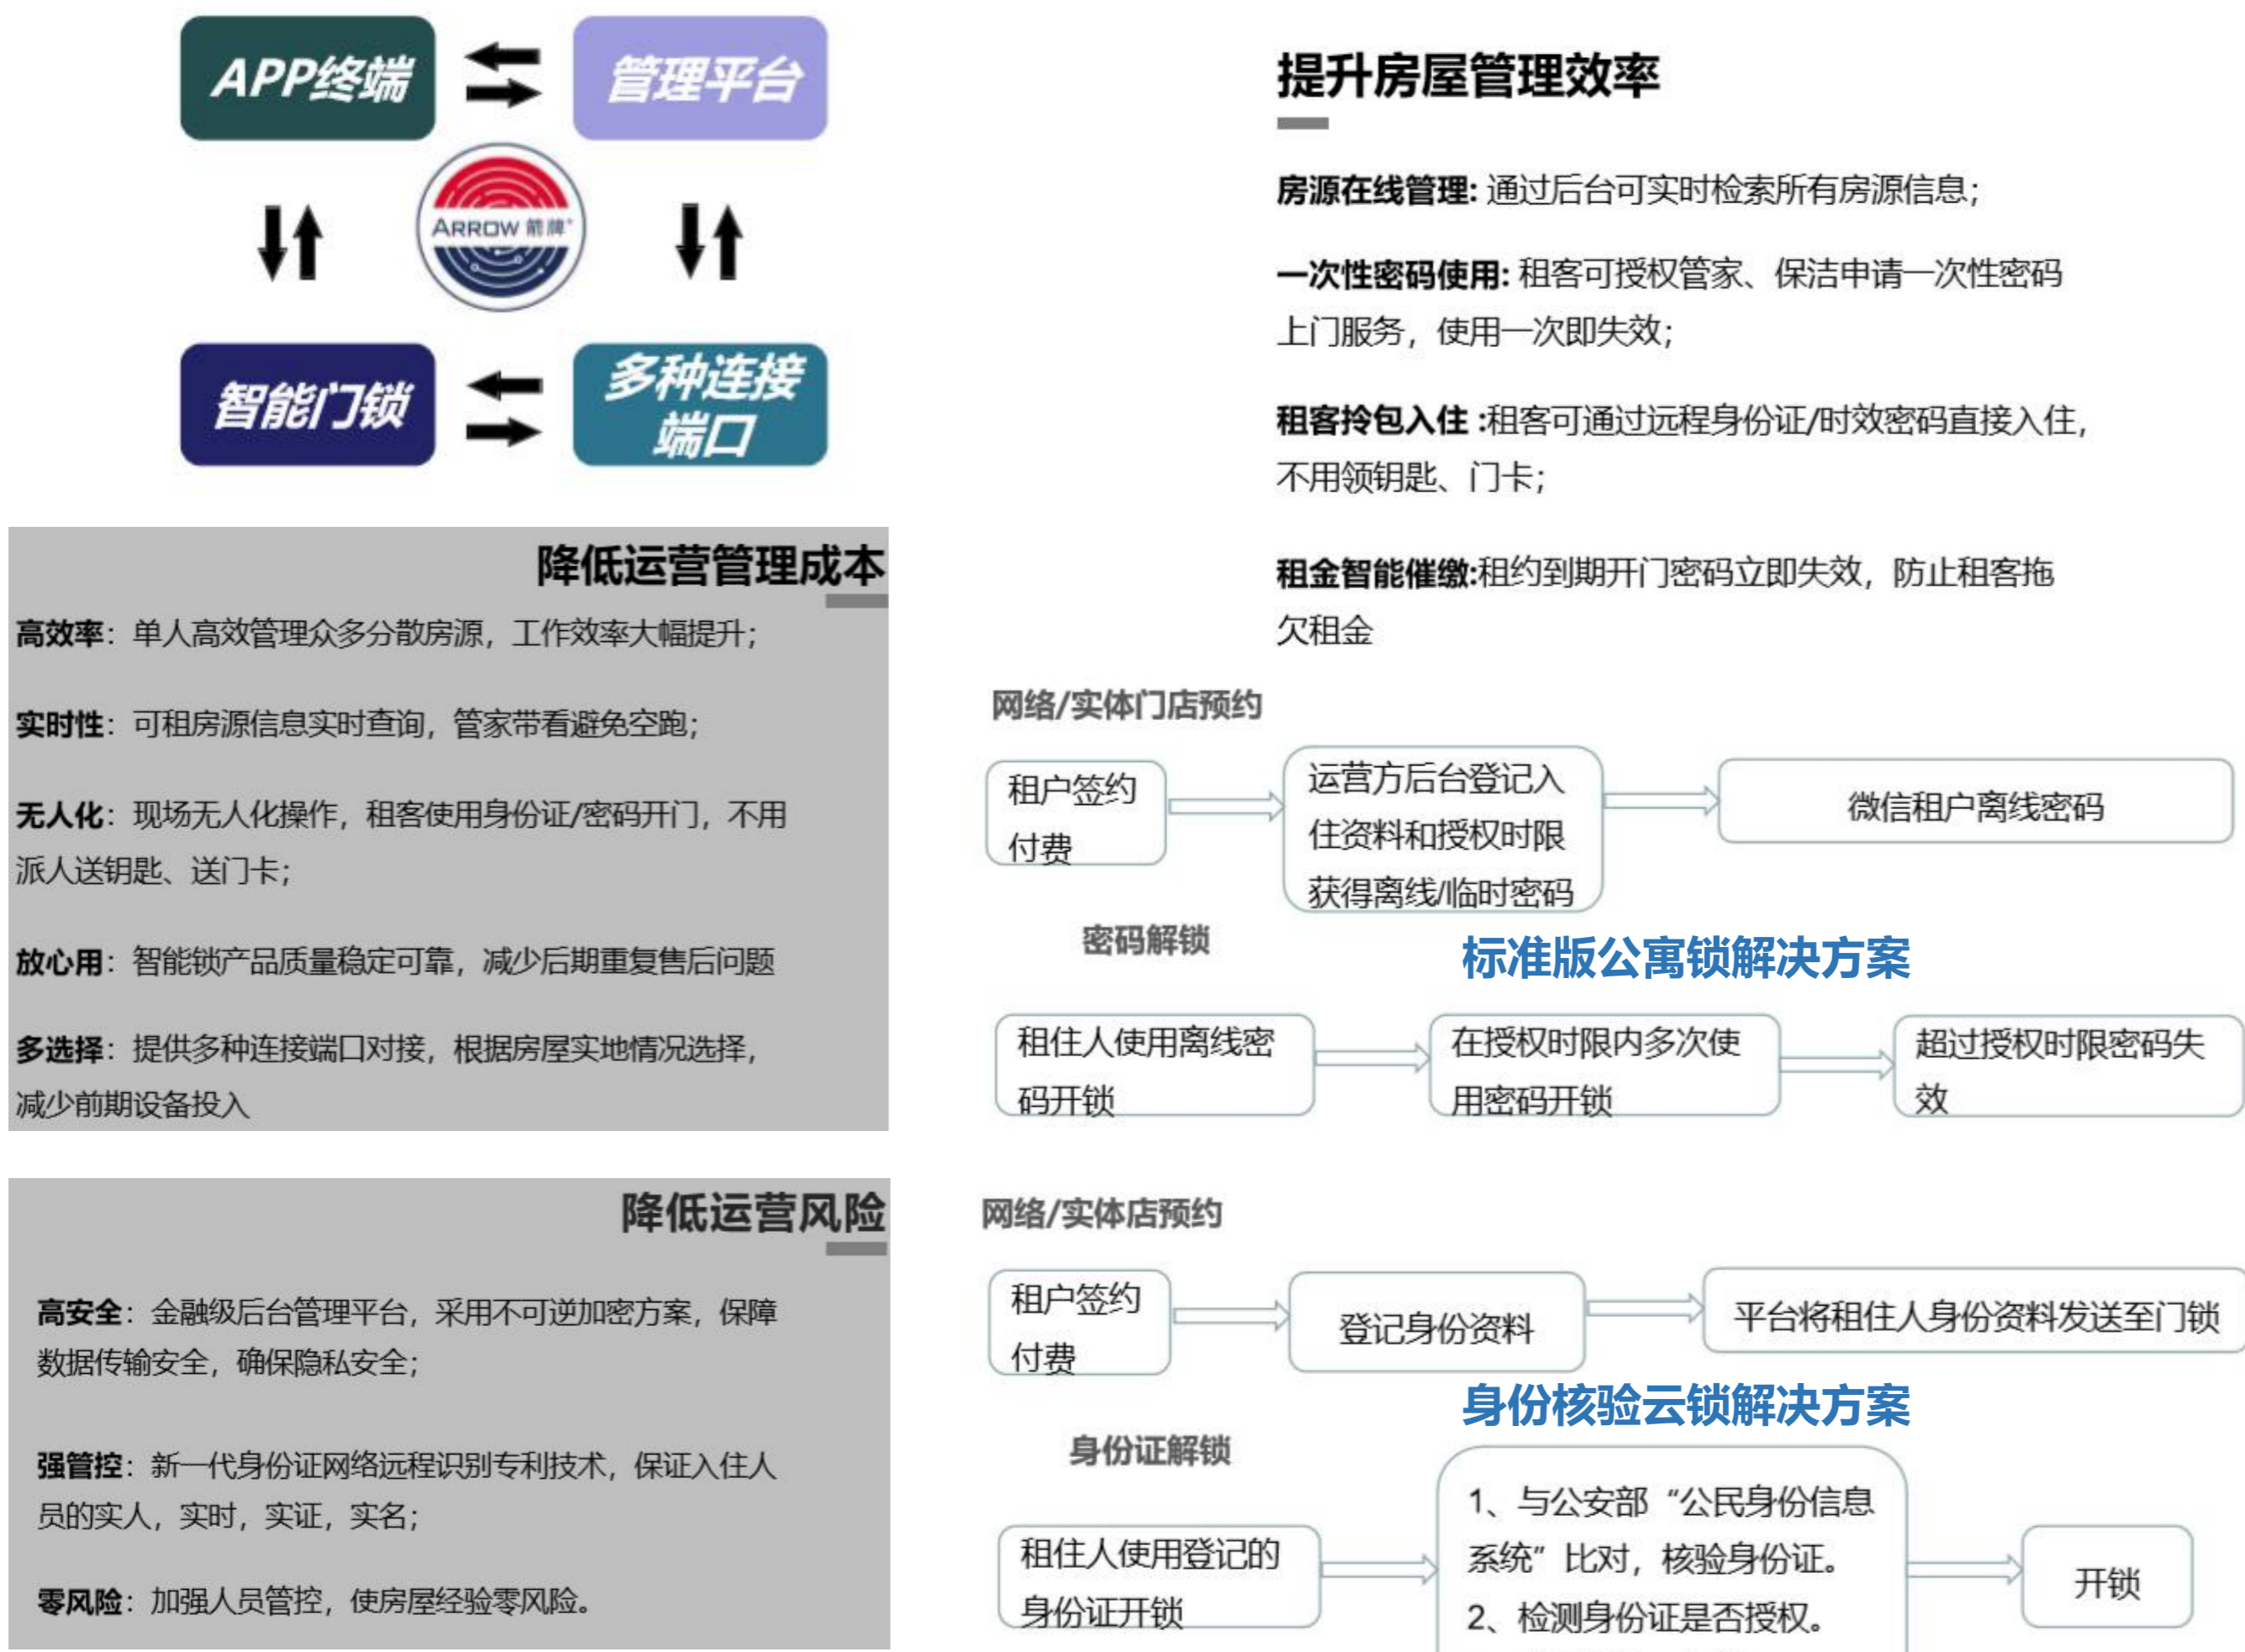 APP终端
管理平台
ARROW 箭牌®
智能门锁
多种连接
端口
提升房屋管理效率
房源在线管理: 通过后台可实时检索所有房源信息；
一次性密码使用: 租客可授权管家、保洁申请一次性密码
上门服务，使用一次即失效；
租客拎包入住 :租客可通过远程身份证/时效密码直接入住，
不用领钥匙、门卡；
租金智能催缴:租约到期开门密码立即失效，防止租客拖
欠租金
降低运营管理成本
高效率：单人高效管理众多分散房源，工作效率大幅提升；
实时性：可租房源信息实时查询，管家带看避免空跑；
无人化：现场无人化操作，租客使用身份证/密码开门，不用
派人送钥匙、送门卡；
放心用：智能锁产品质量稳定可靠，减少后期重复售后问题
多选择：提供多种连接端口对接，根据房屋实地情况选择，
减少前期设备投入
降低运营风险
高安全：金融级后台管理平台，采用不可逆加密方案，保障
数据传输安全，确保隐私安全；
强管控：新一代身份证网络远程识别专利技术，保证入住人
员的实人，实时，实证，实名；
零风险：加强人员管控，使房屋经验零风险。
网络/实体门店预约
租户签约
付费
运营方后台登记入
住资料和授权时限
获得离线/临时密码
微信租户离线密码
密码解锁
标准版公寓锁解决方案
租住人使用离线密
码开锁
在授权时限内多次使
用密码开锁
超过授权时限密码失
效
网络/实体店预约
租户签约
付费
登记身份资料
平台将租住人身份资料发送至门锁
身份核验云锁解决方案
身份证解锁
租住人使用登记的
身份证开锁
1、与公安部“公民身份信息
系统”比对，核验身份证。
2、检测身份证是否授权。
开锁